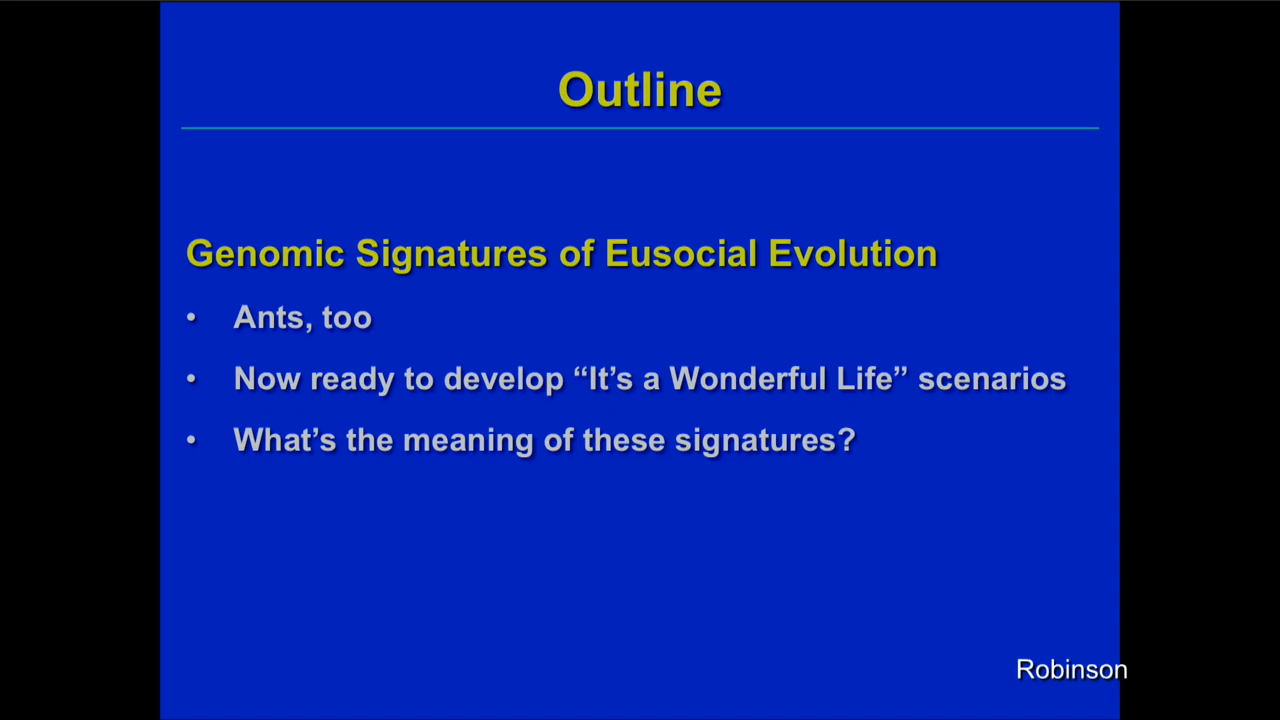 Outline
Genomic Signatures of Eusocial Evolution
• Ants, too
• Now ready to develop “It’s a Wonderful Life” scenarios
• What’s the meaning of these signatures?
Robinson